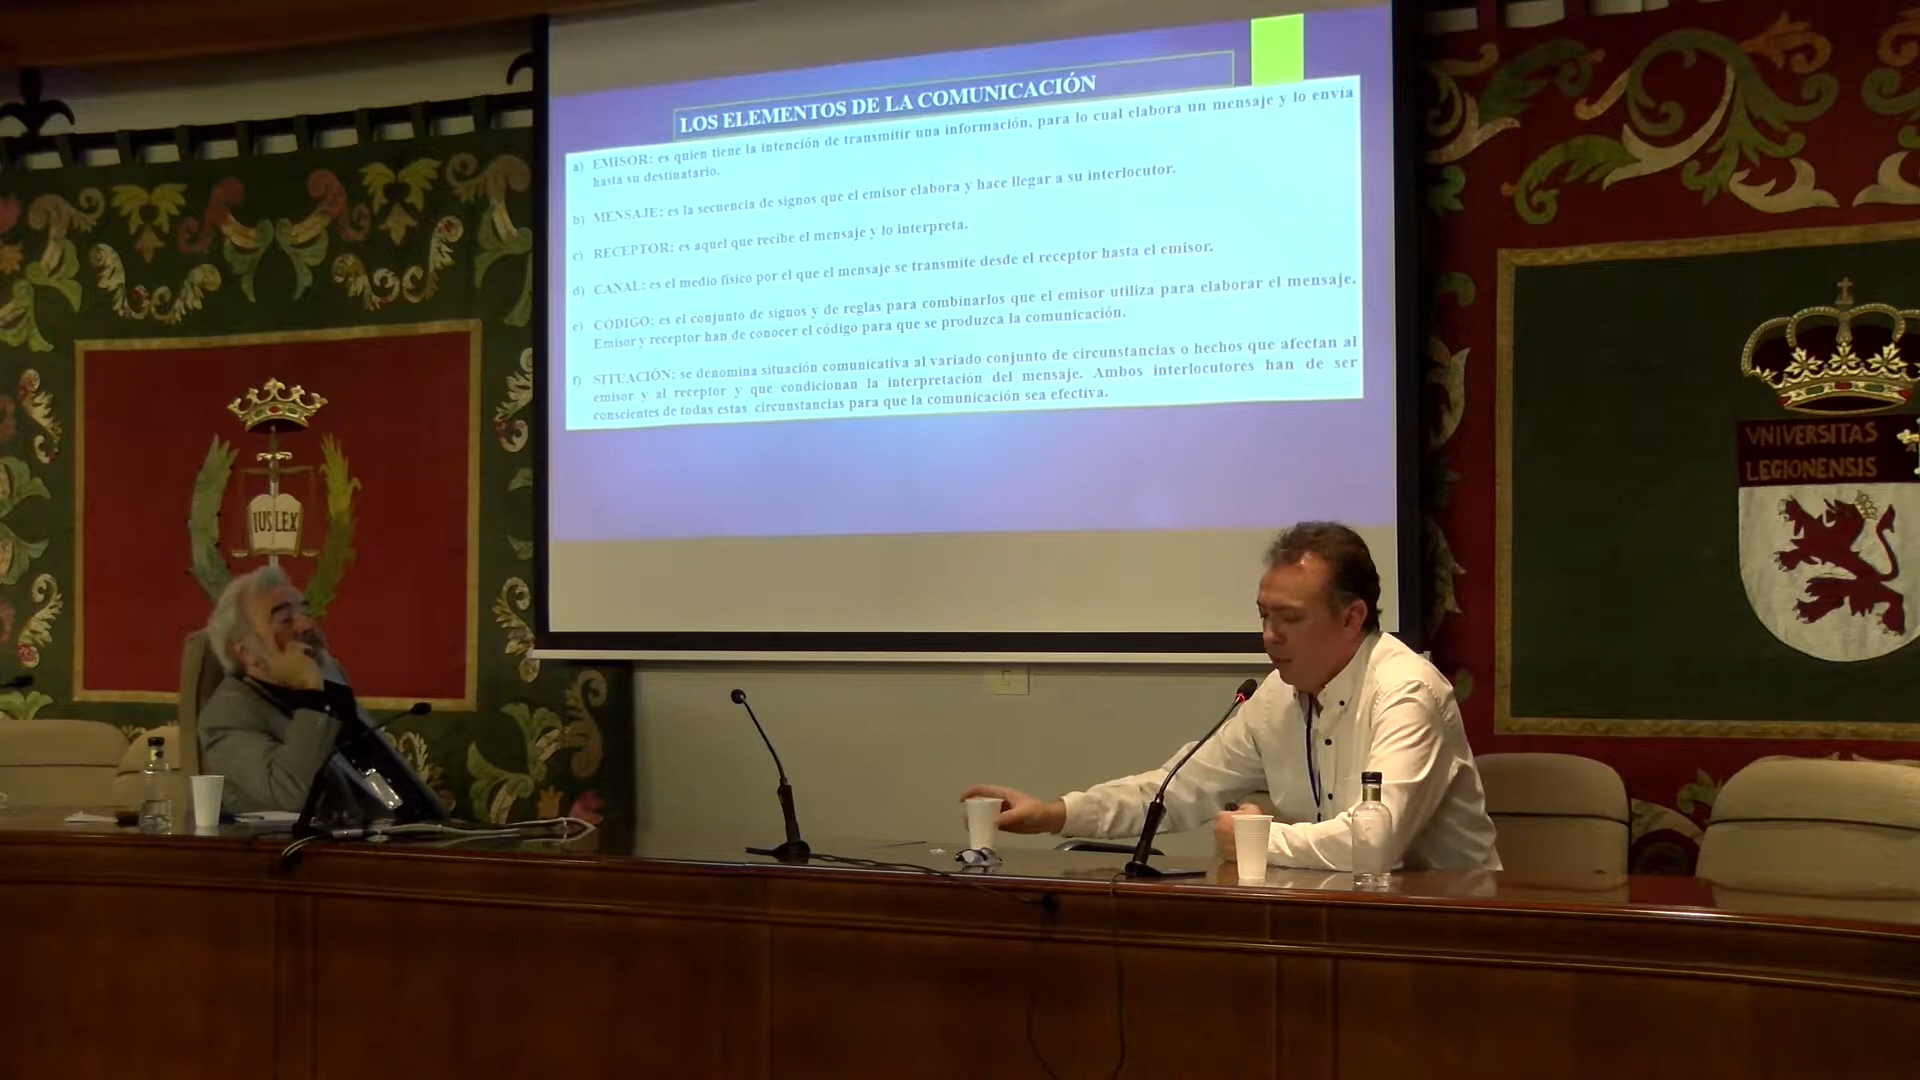 LOS ELEMENTOS DE LA COMUNICACIÓN
a) EMISOR: es quien tiene la intención de transmitir una información, para lo cual elabora un mensaje y lo envía
hasta su destinatario.
b) MENSAJE: es la secuencia de signos que el emisor elabora y hace llegar a su interlocutor.
c) RECEPTOR: es aquel que recibe el mensaje y lo interpreta.
d) CANAL: es el medio físico por el que el mensaje se transmite desde el receptor hasta el emisor.
e) CÓDIGO: es el conjunto de signos y de reglas para combinarlos que el emisor utiliza para elaborar el mensaje.
Emisor y receptor han de conocer el código para que se produzca la comunicación.
f) SITUACIÓN: se denomina situación comunicativa al variado conjunto de circunstancias o hechos que afectan al
emisor y al receptor y que condicionan la interpretación del mensaje. Ambos interlocutores han de ser
conscientes de todas estas circunstancias para que la comunicación sea efectiva.
IUS LEX
VNIVERSITAS
LEGIONENSIS